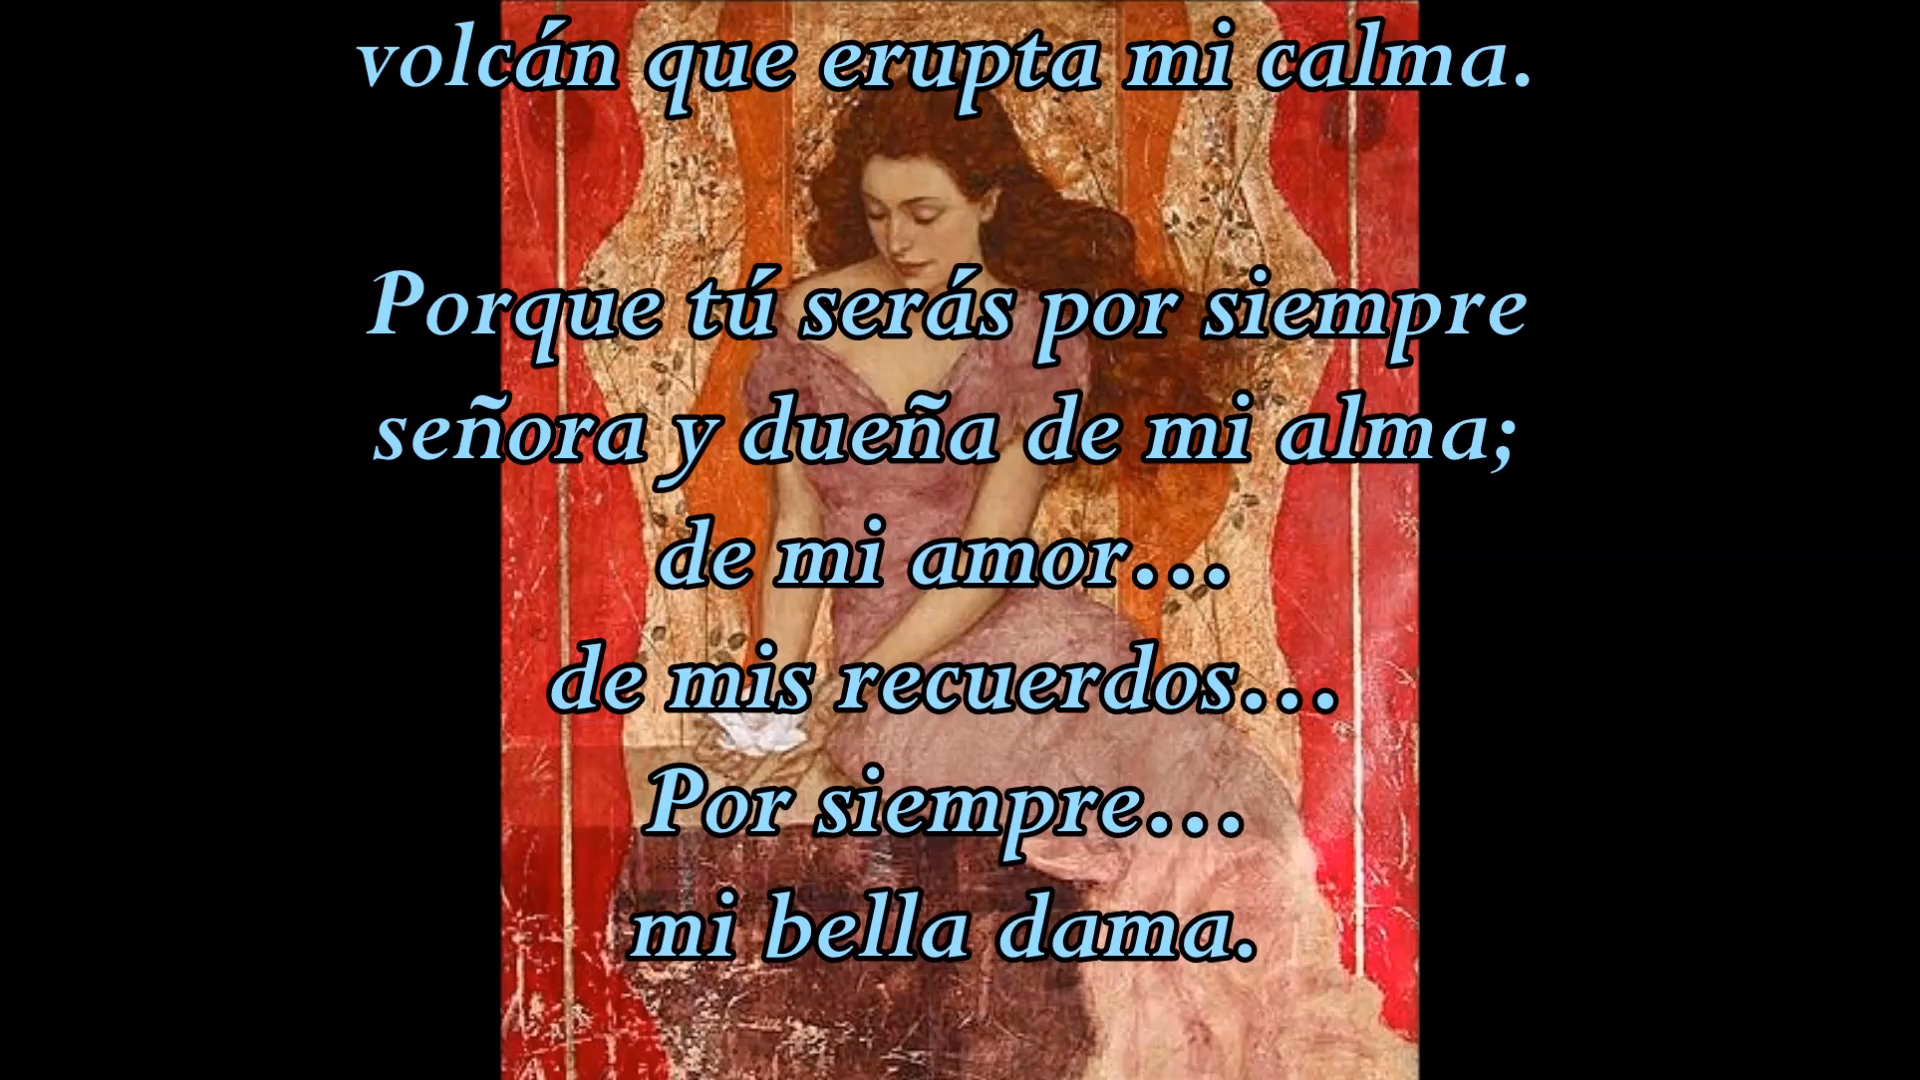 volcán que erupta mi calma.
Porque tú serás por siempre
señora y dueña de mi alma;
de mi amor...
de mis recuerdos...
Por siempre...
mi bella dama.